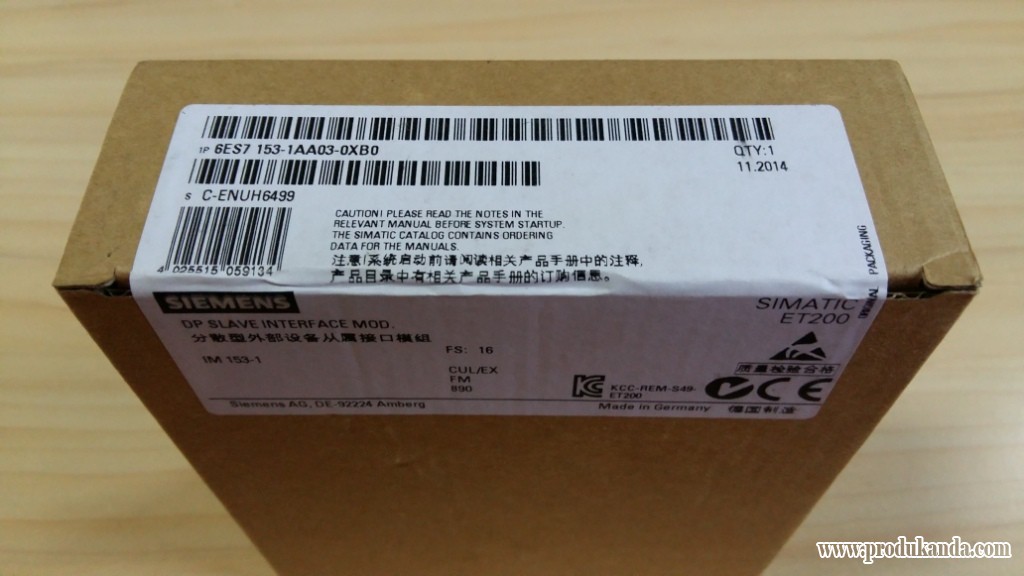 1P 6ES7 153-1AA03-0XB0
QTY:1
11.2014
S C-ENUH6499
CAUTION! PLEASE READ THE NOTES IN THE
RELEVANT MANUAL BEFORE SYSTEM STARTUP.
THE SIMATIC CATALOG CONTAINS ORDERING
DATA FOR THE MANUALS.
注意!系统启动前请阅读相关产品手册中的注释,
产品目录中有相关产品手册的订购信息。
4 025515 059134
PACKAGING
SIEMENS
SIMATIC
ET200
DP SLAVE INTERFACE MOD.
分散型外部设备从属接口模组
IM 153-1
FS: 16
CUL/EX
FM
890
质量检验合格
KCC-REM-S49-
ET200
CE
Siemens AG, DE-92224 Amberg
Made in Germany
德国制造
www.produkanda.com